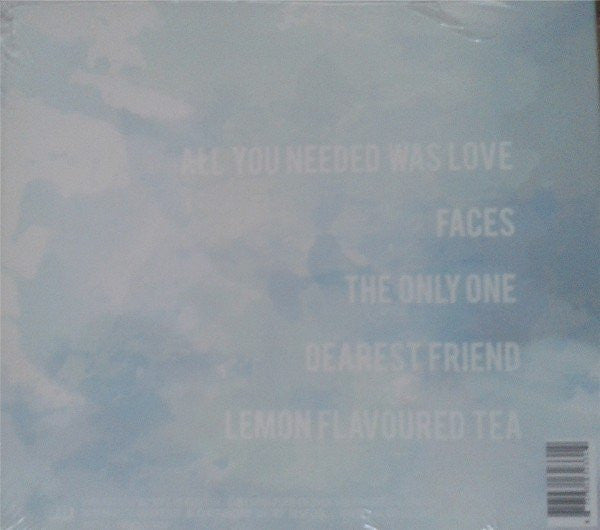 ALL YOU NEEDED WAS LOVE
FACES
THE ONLY ONE
DEAREST FRIEND
LEMON FLAVOURED TEA